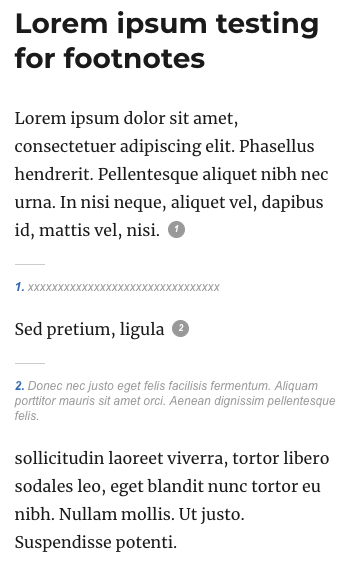 Lorem ipsum testing
for footnotes
Lorem ipsum dolor sit amet,
consectetuer adipiscing elit. Phasellus
hendrerit. Pellentesque aliquet nibh nec
urna. In nisi neque, aliquet vel, dapibus
id, mattis vel, nisi. 1
1. xxxxxxxxxxxxxxxxxxxxxxxxxxxxxxxx
Sed pretium, ligula 2
2. Donec nec justo eget felis facilisis fermentum. Aliquam
porttitor mauris sit amet orci. Aenean dignissim pellentesque
felis.
sollicitudin laoreet viverra, tortor libero
sodales leo, eget blandit nunc tortor eu
nibh. Nullam mollis. Ut justo.
Suspendisse potenti.